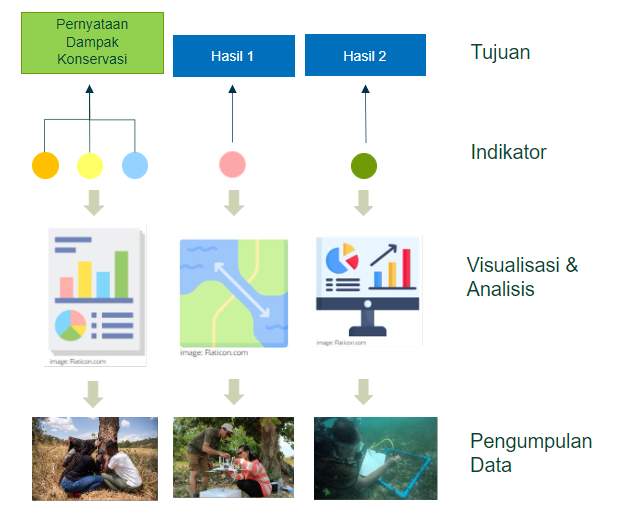 Pernyataan
Dampak
Konservasi
Hasil 1
Hasil 2
Tujuan
Indikator
Visualisasi &
Analisis
image: Flaticon.com
image: Flaticon.com
image: Flaticon.com
Pengumpulan
Data